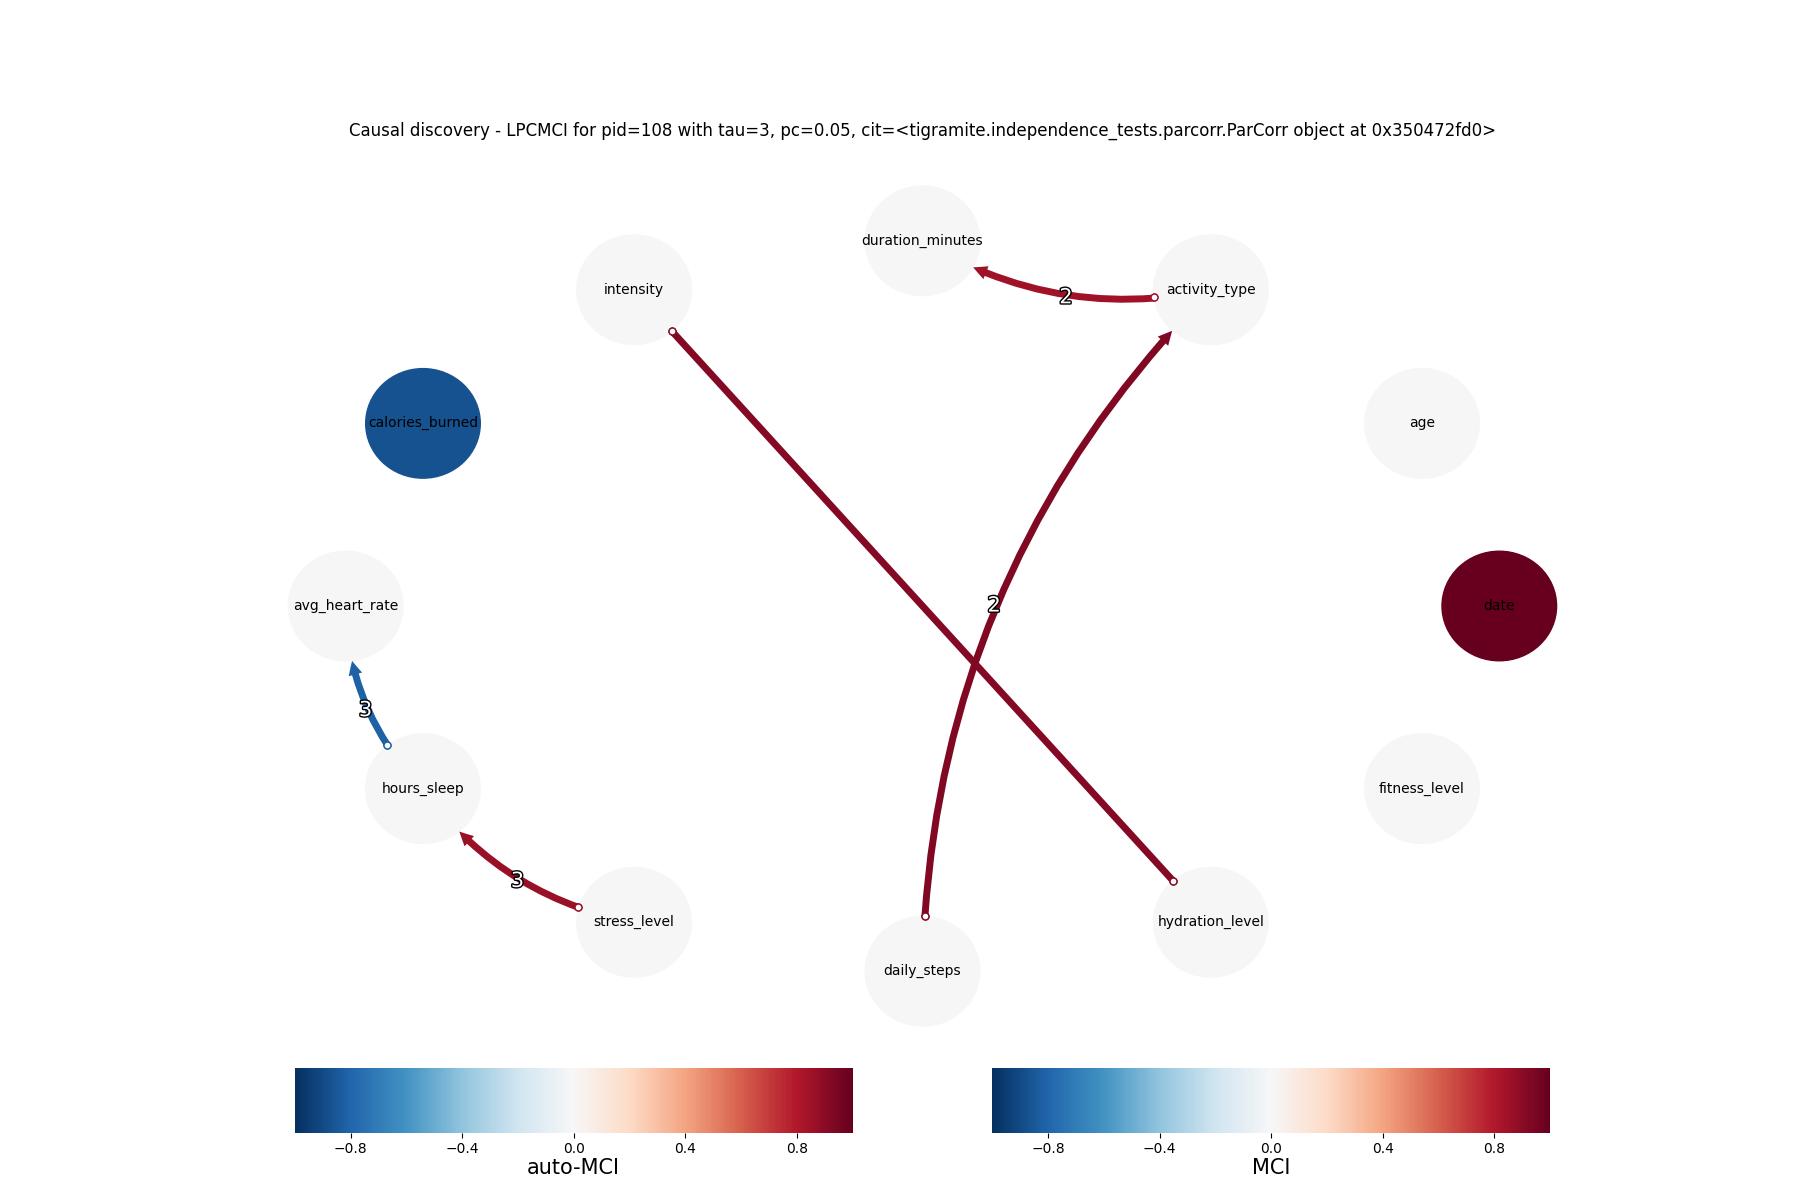 Causal discovery - LPCMCI for pid=108 with tau=3, pc=0.05, cit=<tigramite.independence_tests.parcorr.ParCorr object at 0x350472fd0>
duration_minutes
intensity
activity_type
2
calories_burned
age
avg_heart_rate
date
2
3
hours_sleep
fitness_level
3
stress_level
hydration_level
daily_steps
−0.8 −0.4 0.0 0.4 0.8
auto-MCI
−0.8 −0.4 0.0 0.4 0.8
MCI